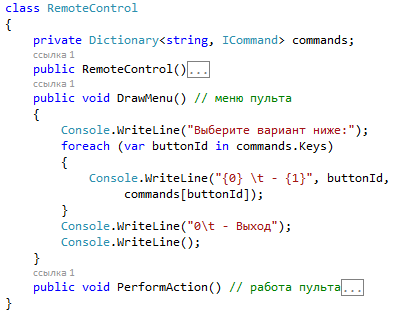 class RemoteControl
{
    private Dictionary<string, ICommand> commands;
    ссылка 1
    public RemoteControl()...
    ссылка 1
    public void DrawMenu() // меню пульта
    {
        Console.WriteLine("Выберите вариант ниже:");
        foreach (var buttonId in commands.Keys)
        {
            Console.WriteLine("{0} \t - {1}", buttonId,
                commands[buttonId]);
        }
        Console.WriteLine("0\t - Выход");
        Console.WriteLine();
    }
    ссылка 1
    public void PerformAction() // работа пульта...
}